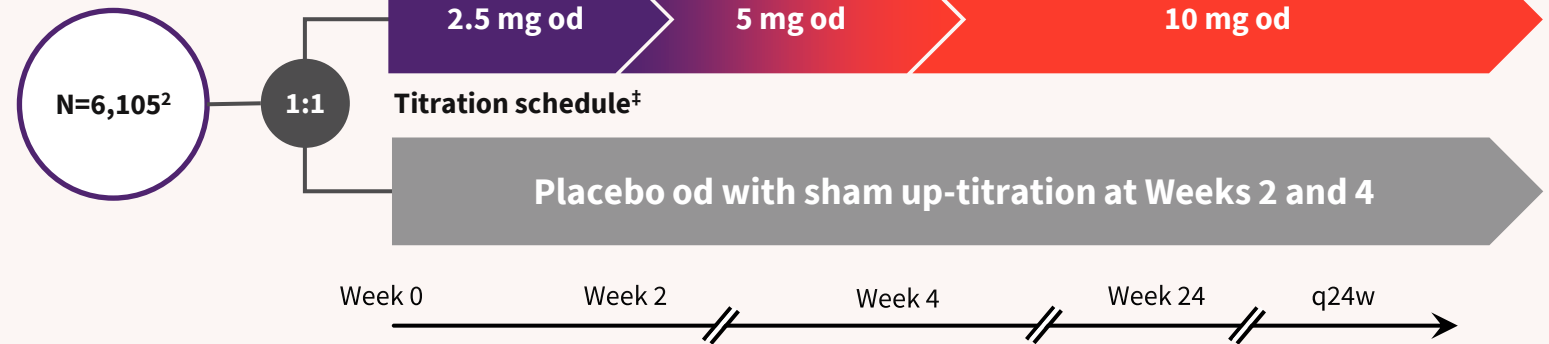 2.5 mg od
5 mg od
10 mg od
N=6,105²
1:1
Titration schedule‡
Placebo od with sham up-titration at Weeks 2 and 4
Week 0
Week 2
Week 4
Week 24
q24w